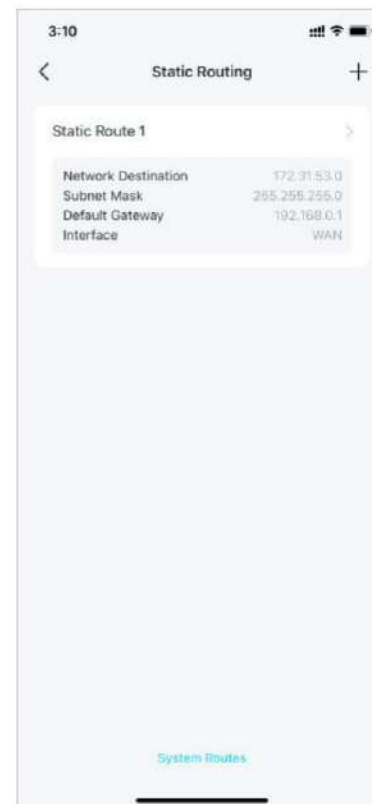 3:10
Static Routing
Static Route 1
Network Destination 172.31.53.0
Subnet Mask 255.255.255.0
Default Gateway 192.168.0.1
Interface WAN
System Routes